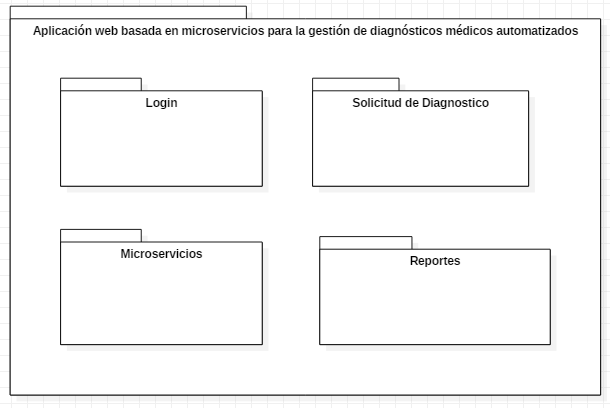 Aplicación web basada en microservicios para la gestión de diagnósticos médicos automatizados
Login
Solicitud de Diagnostico
Microservicios
Reportes